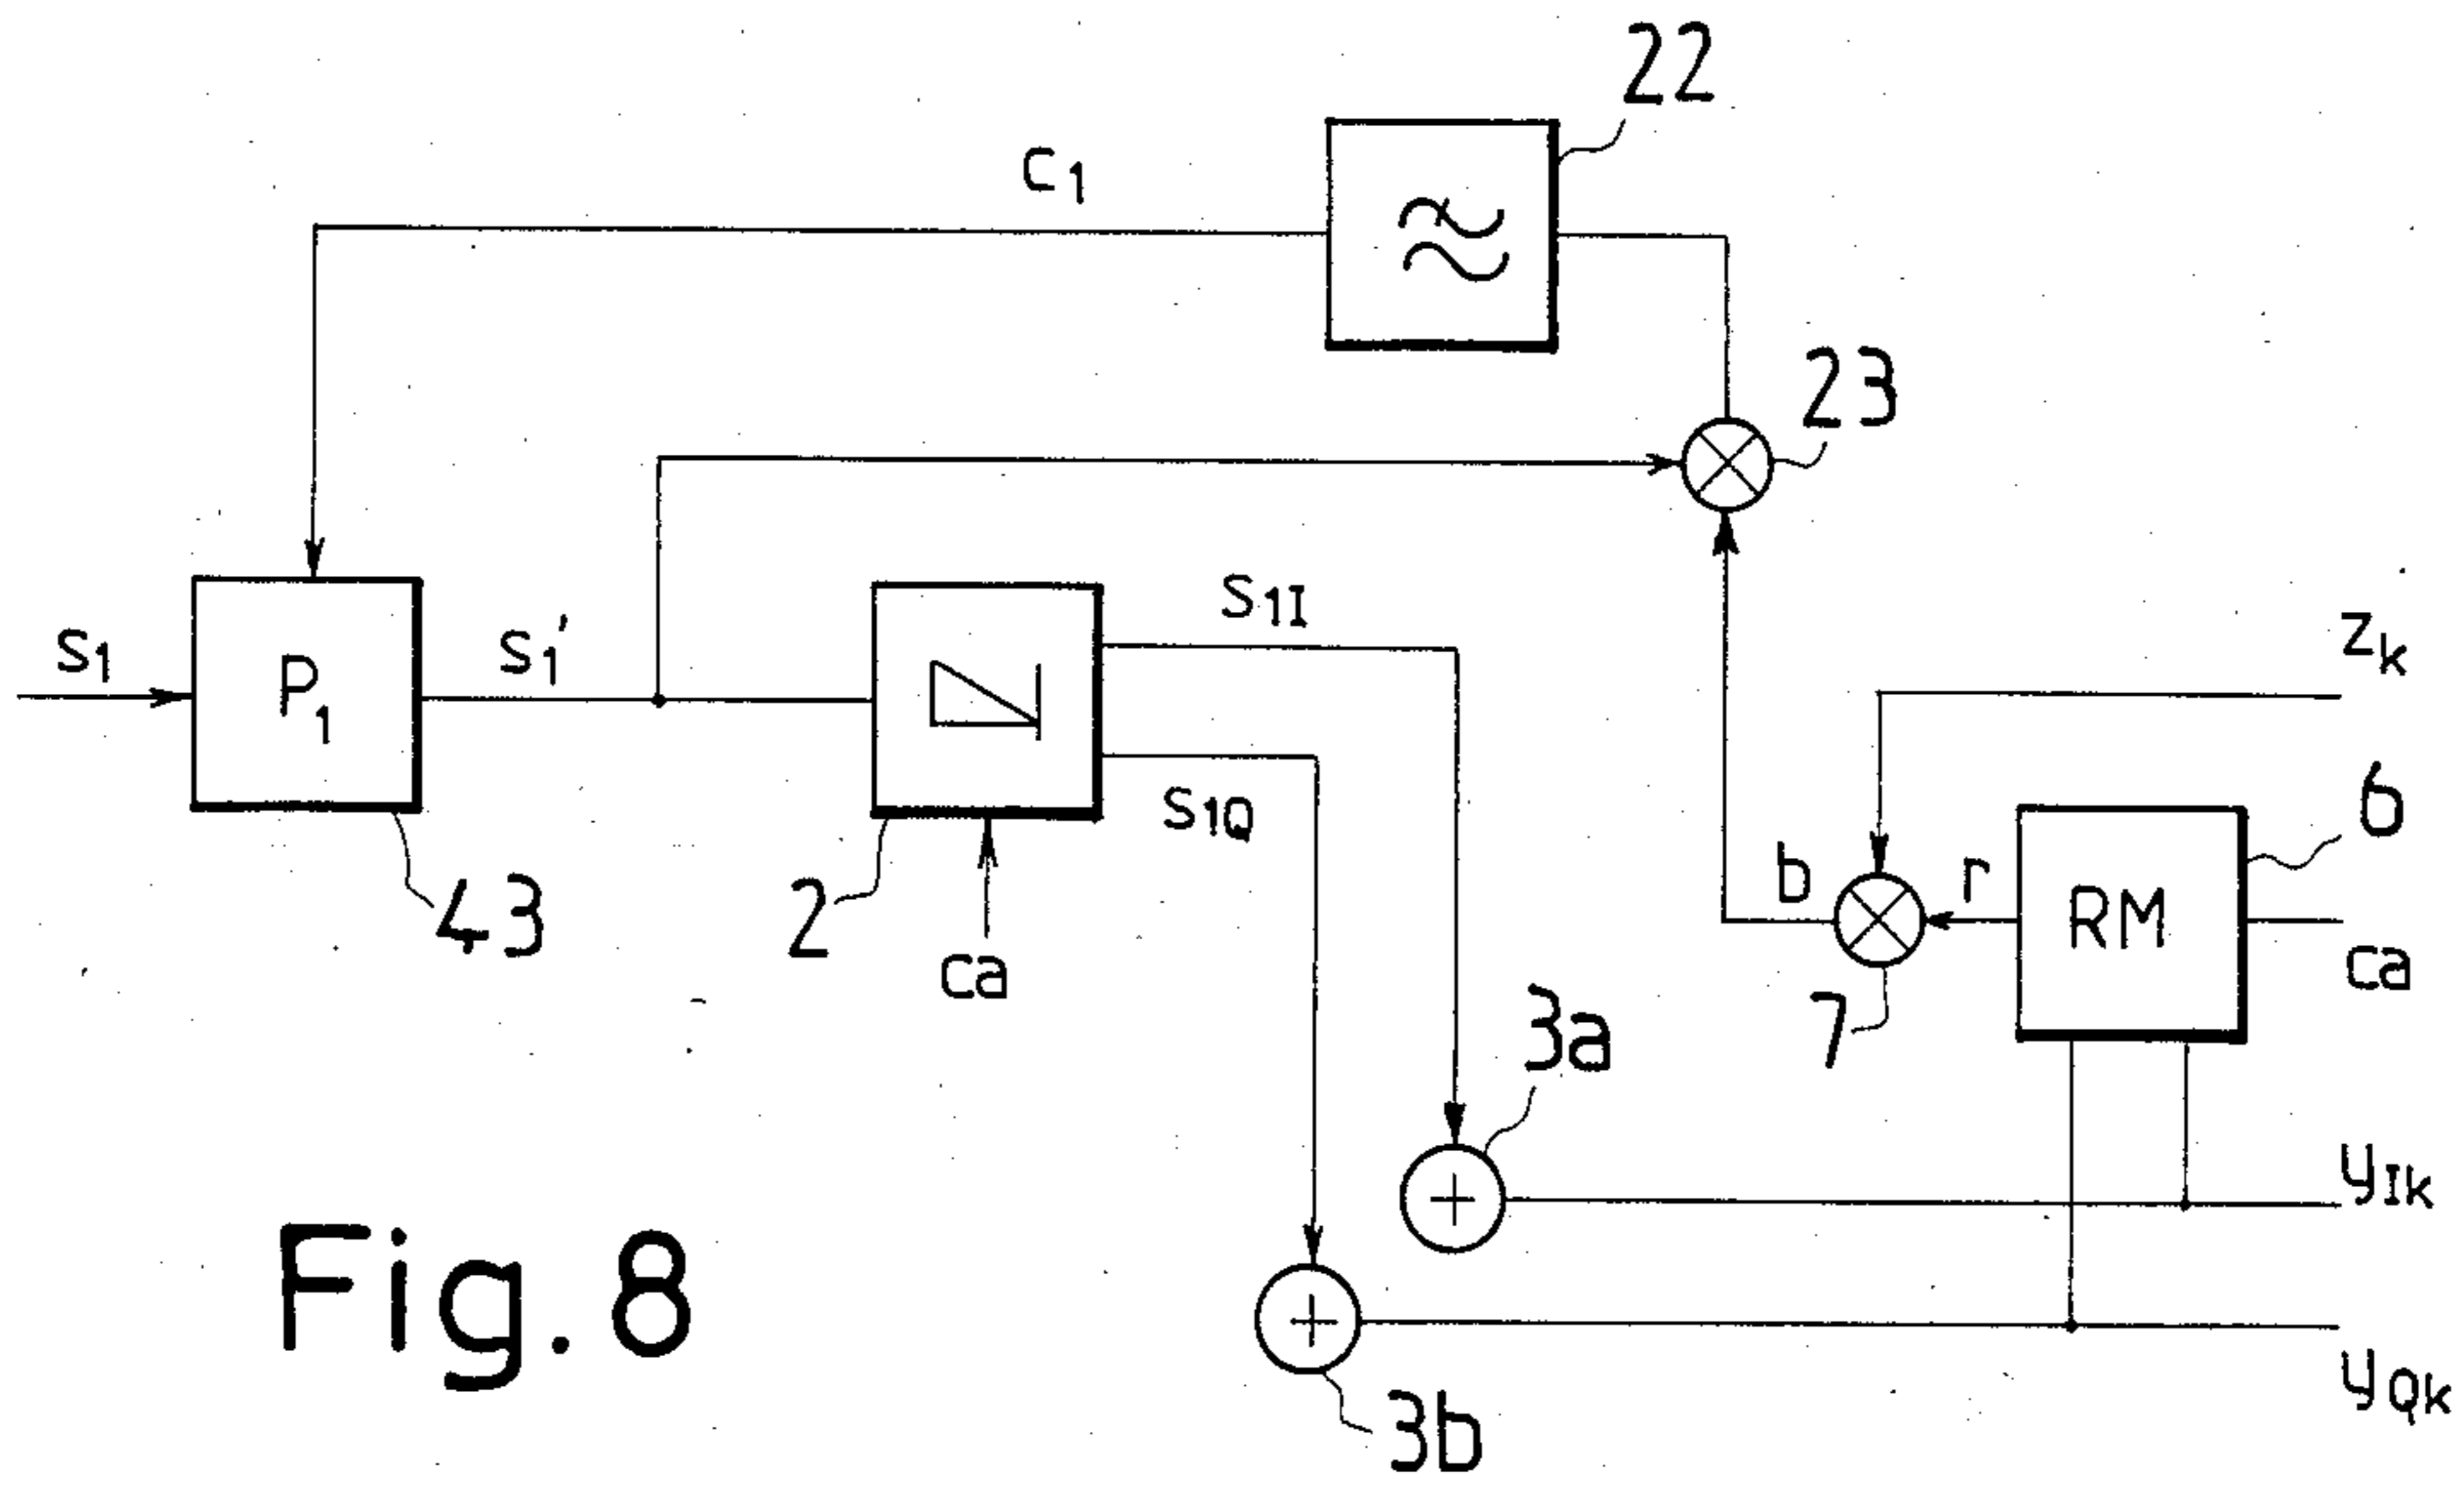 22
c1
23
s1
P1
s1'
s1I
zk
s1Q
6
b
r
RM
43
2
ca
ca
7
3a
yIk
Fig. 8
yQk
3b